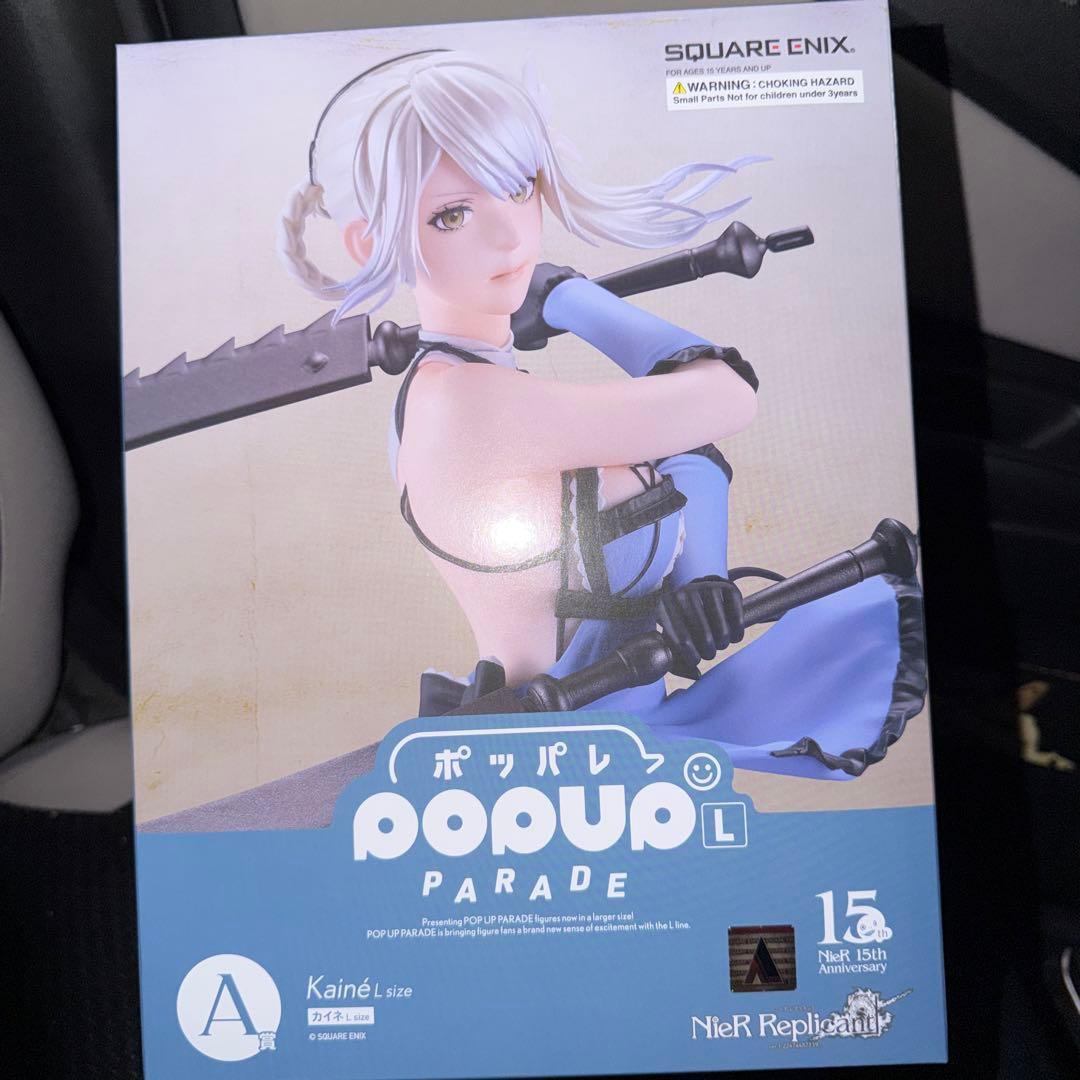 SQUARE ENIX®
FOR AGES 15 YEARS AND UP
WARNING : CHOKING HAZARD
Small Parts Not for children under 3years
ポッパレ
POP UP L
PARADE
Presenting POP UP PARADE figures now in a larger size!
POP UP PARADE is bringing figure fans a brand new sense of excitement with the L line.
15th
NieR 15th
Anniversary
A賞
Kainé L size
カイネ L size
© SQUARE ENIX
NieR Replicant